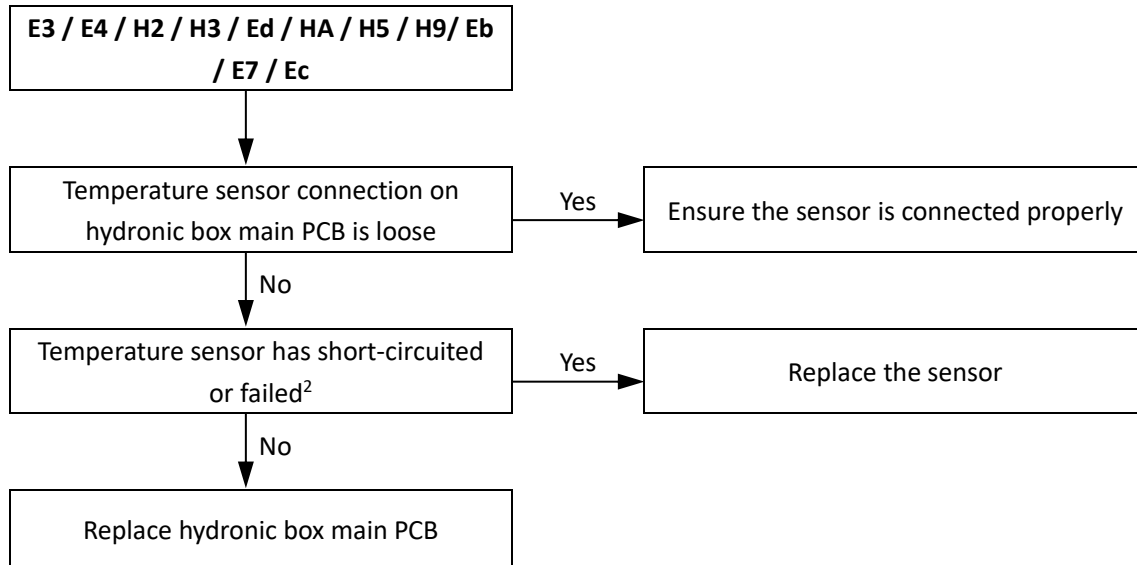 E3 / E4 / H2 / H3 / Ed / HA / H5 / H9/ Eb
/ E7 / Ec
Temperature sensor connection on
hydronic box main PCB is loose
Yes
Ensure the sensor is connected properly
No
Temperature sensor has short-circuited
or failed²
Yes
Replace the sensor
No
Replace hydronic box main PCB